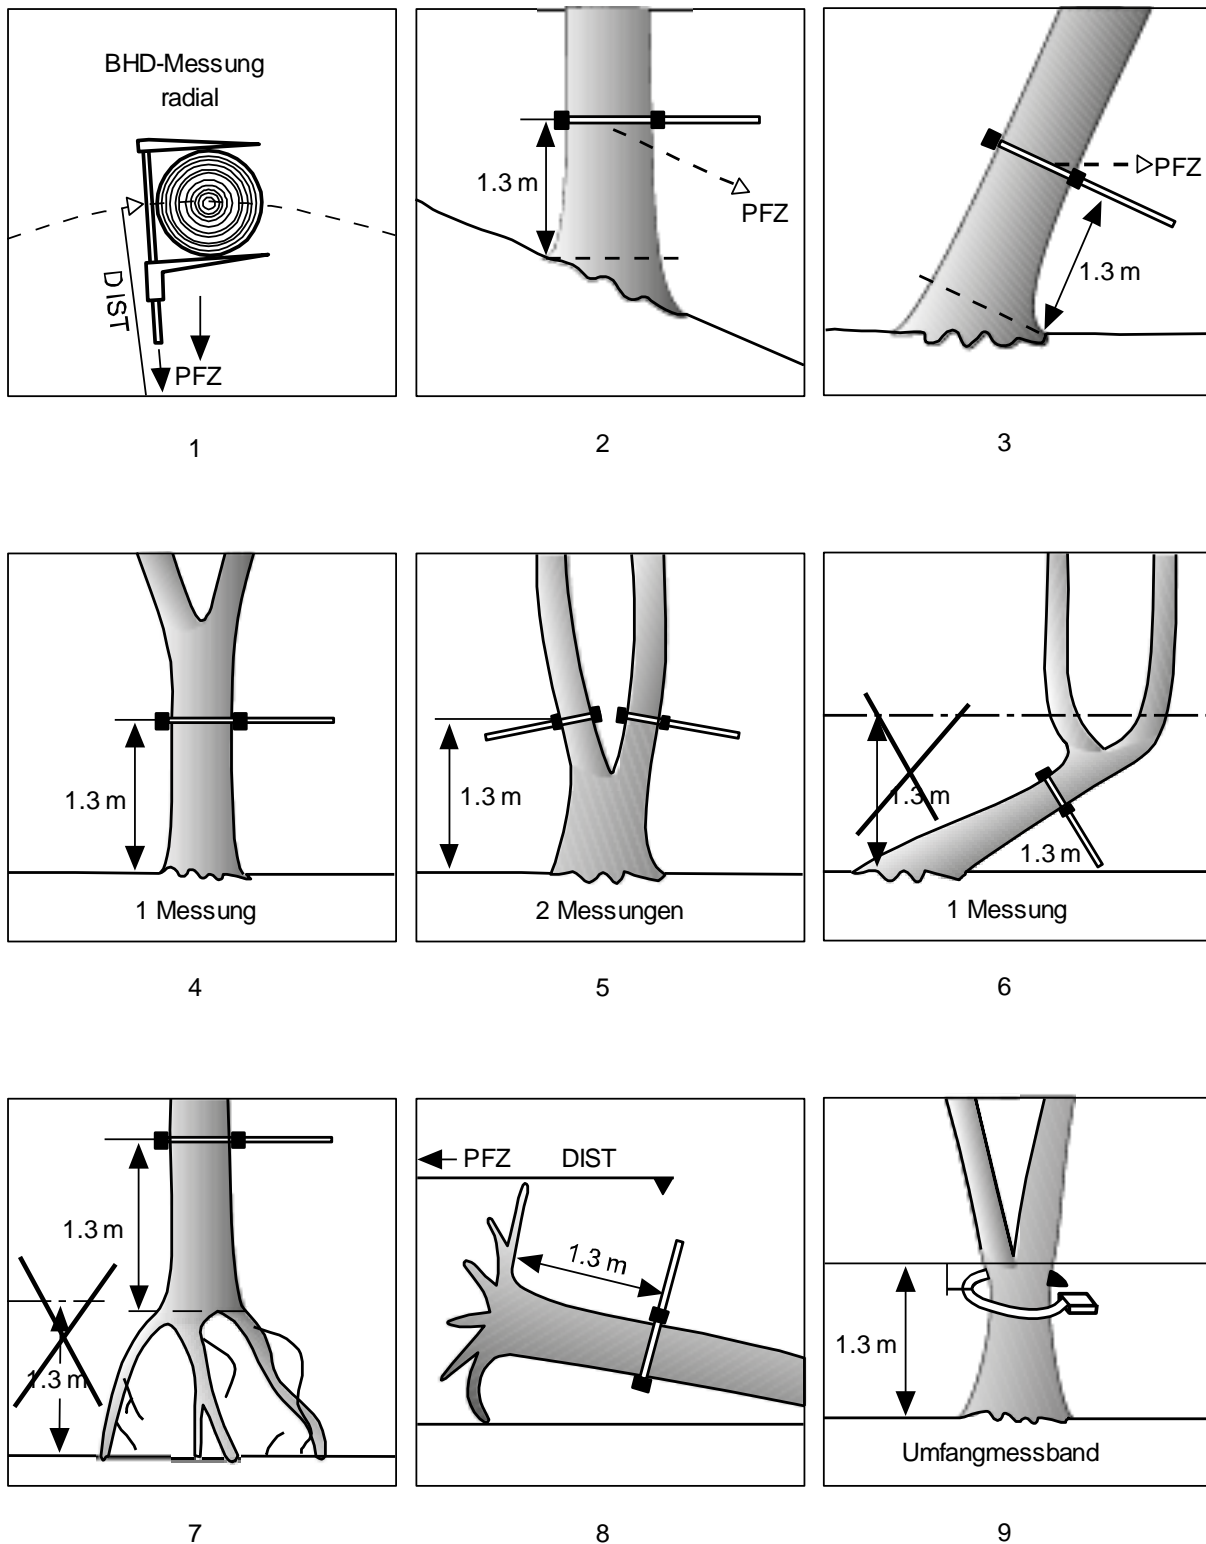 BHD-Messung
radial
DIST
PFZ
1
1.3 m
PFZ
2
PFZ
1.3 m
3
1.3 m
1 Messung
4
1.3 m
2 Messungen
5
1.3 m
1.3 m
1 Messung
6
1.3 m
1.3 m
7
PFZ DIST
1.3 m
8
1.3 m
Umfangmessband
9